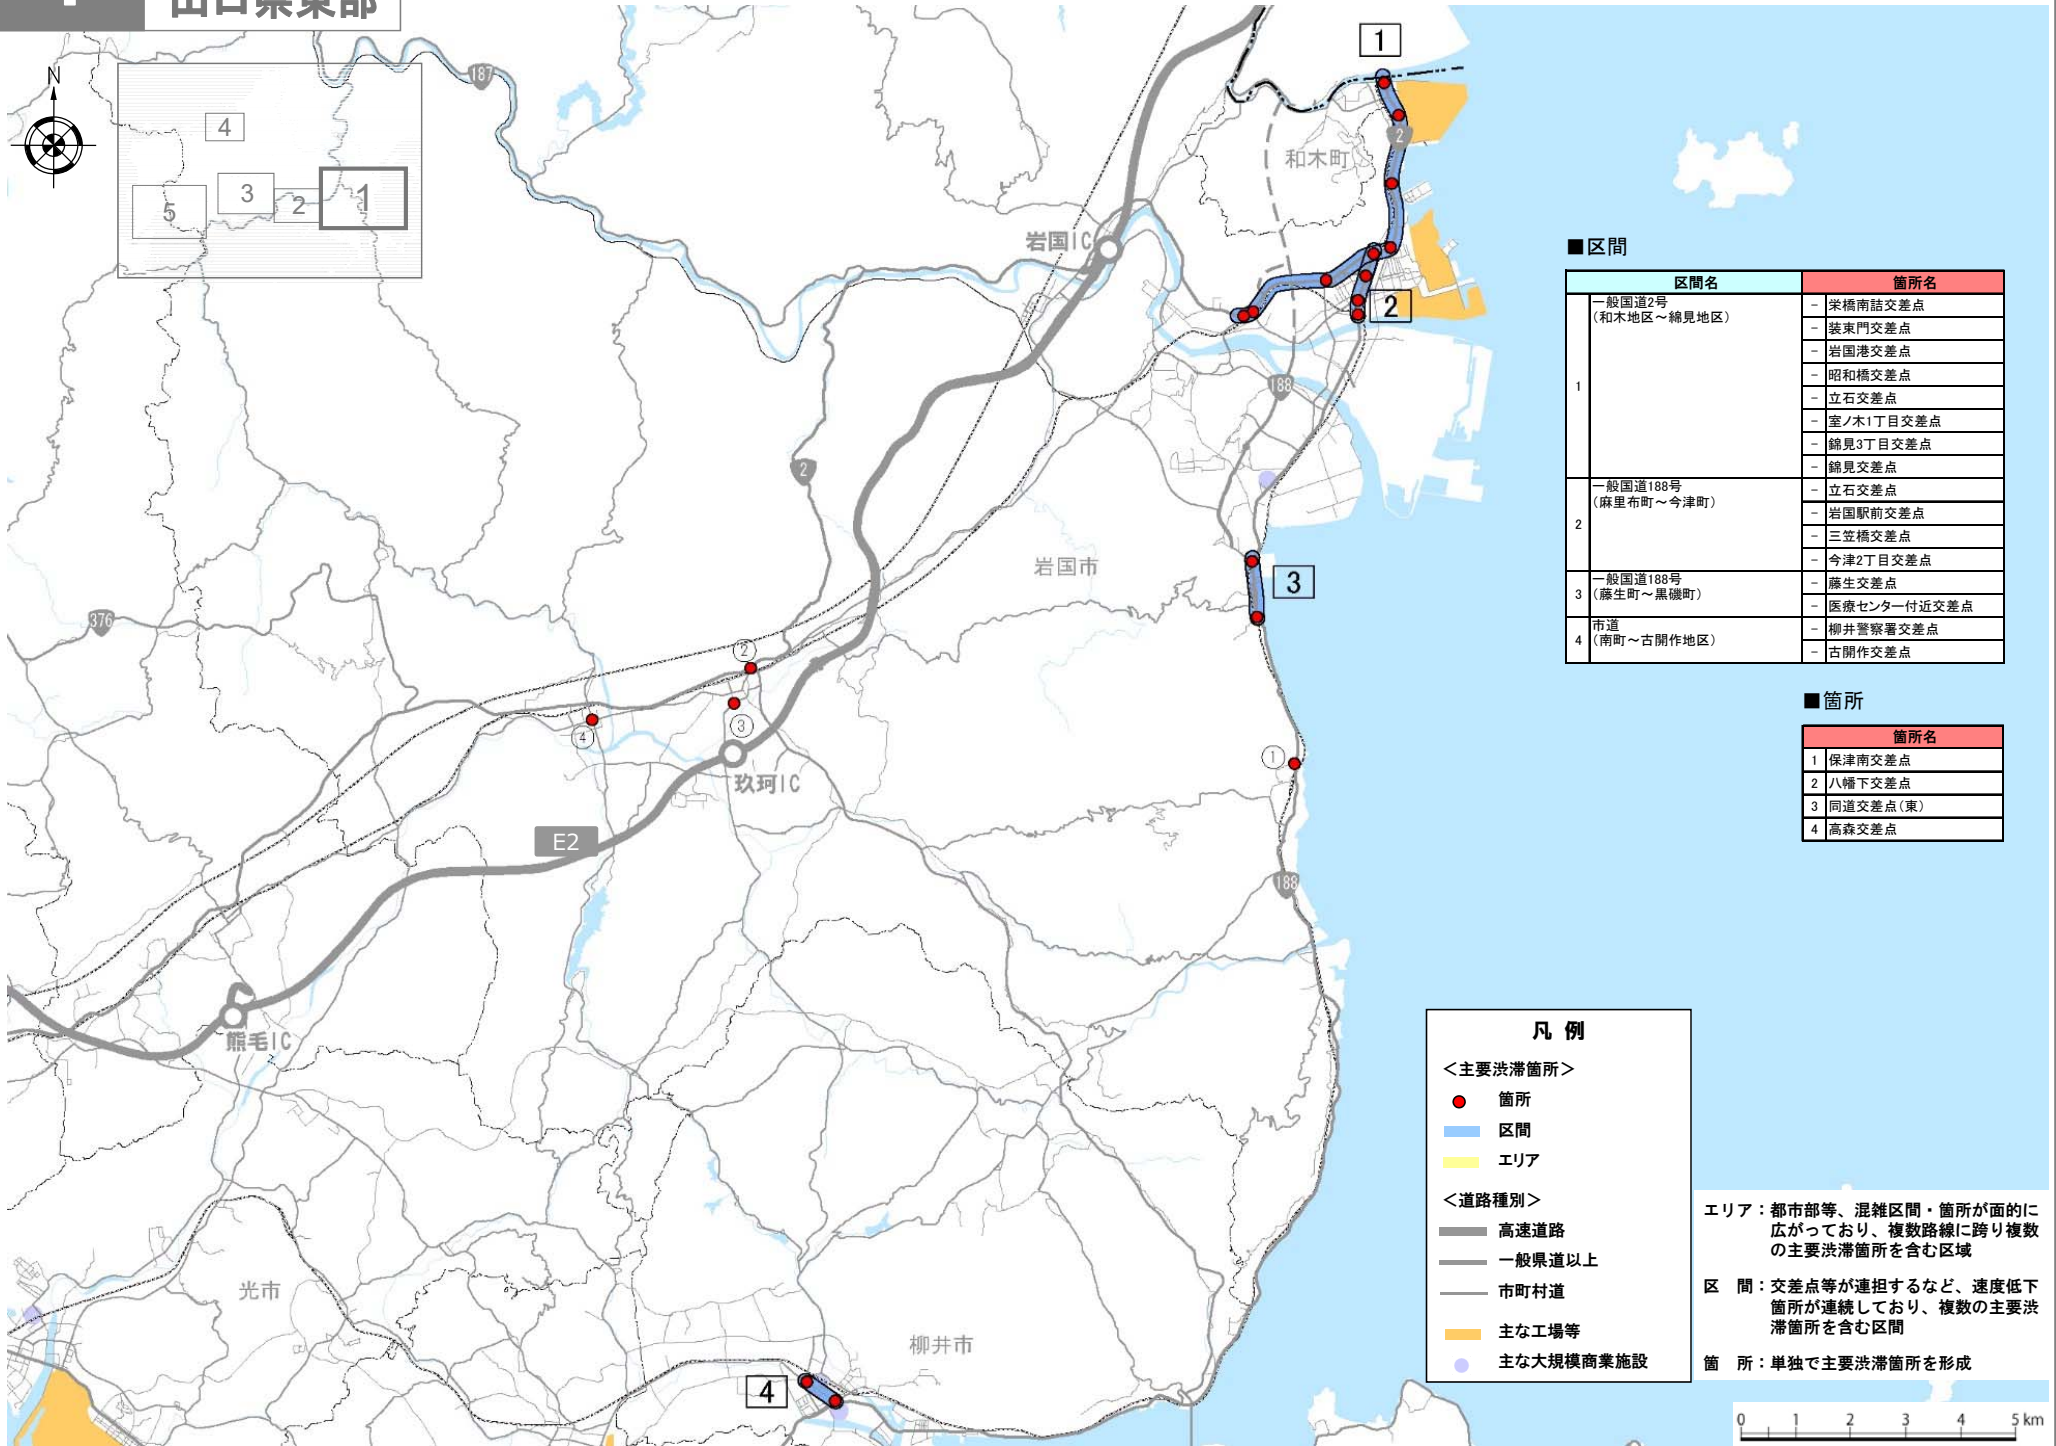 山口県東部
N
4
3
2
1
5
187
1
2
和木町
岩国IC
2
188
2
岩国市
3
376
②
③
④
玖珂IC
①
E2
188
熊毛IC
光市
柳井市
4
■区間
区間名 箇所名
1 一般国道2号
(和木地区～綿見地区)
- 栄橋南詰交差点
- 装束門交差点
- 岩国港交差点
- 昭和橋交差点
- 立石交差点
- 室ノ木1丁目交差点
- 錦見3丁目交差点
- 錦見交差点
2 一般国道188号
(麻里布町～今津町)
- 立石交差点
- 岩国駅前交差点
- 三笠橋交差点
- 今津2丁目交差点
3 一般国道188号
(藤生町～黒磯町)
- 藤生交差点
- 医療センター付近交差点
4 市道
(南町～古開作地区)
- 柳井警察署交差点
- 古開作交差点
■箇所
箇所名
1 保津南交差点
2 八幡下交差点
3 同道交差点(東)
4 高森交差点
凡 例
＜主要渋滞箇所＞
箇所
区間
エリア
＜道路種別＞
高速道路
一般県道以上
市町村道
主な工場等
主な大規模商業施設
エリア：都市部等、混雑区間・箇所が面的に
広がっており、複数路線に跨り複数
の主要渋滞箇所を含む区域
区　間：交差点等が連担するなど、速度低下
箇所が連続しており、複数の主要渋
滞箇所を含む区間
箇　所：単独で主要渋滞箇所を形成
0 1 2 3 4 5 km